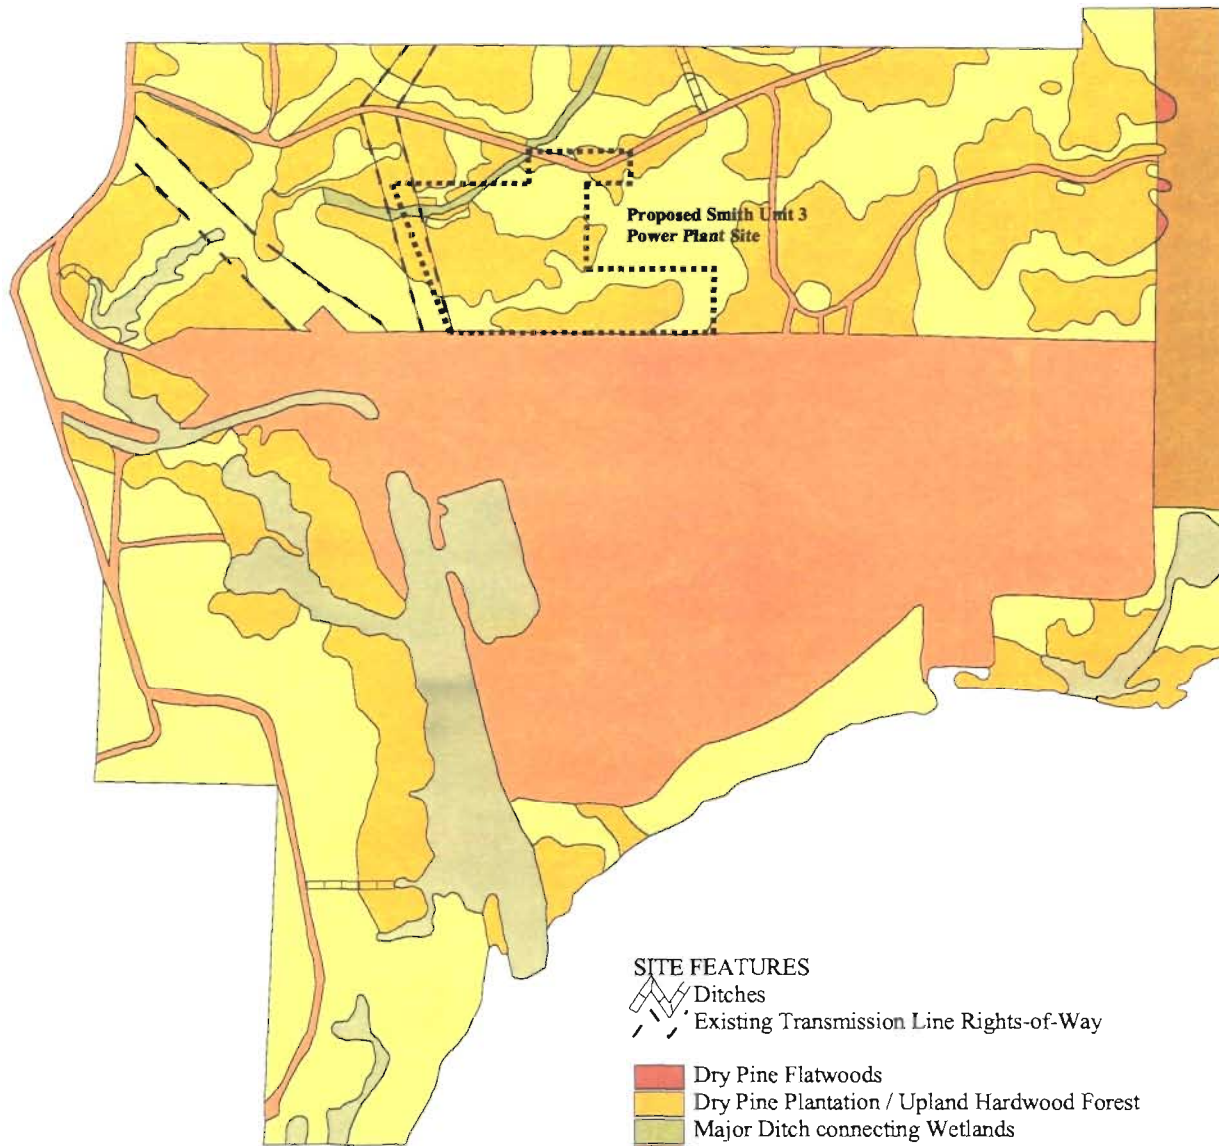 Proposed Smith Unit 3
Power Plant Site
SITE FEATURES
Ditches
Existing Transmission Line Rights-of-Way
Dry Pine Flatwoods
Dry Pine Plantation / Upland Hardwood Forest
Major Ditch connecting Wetlands